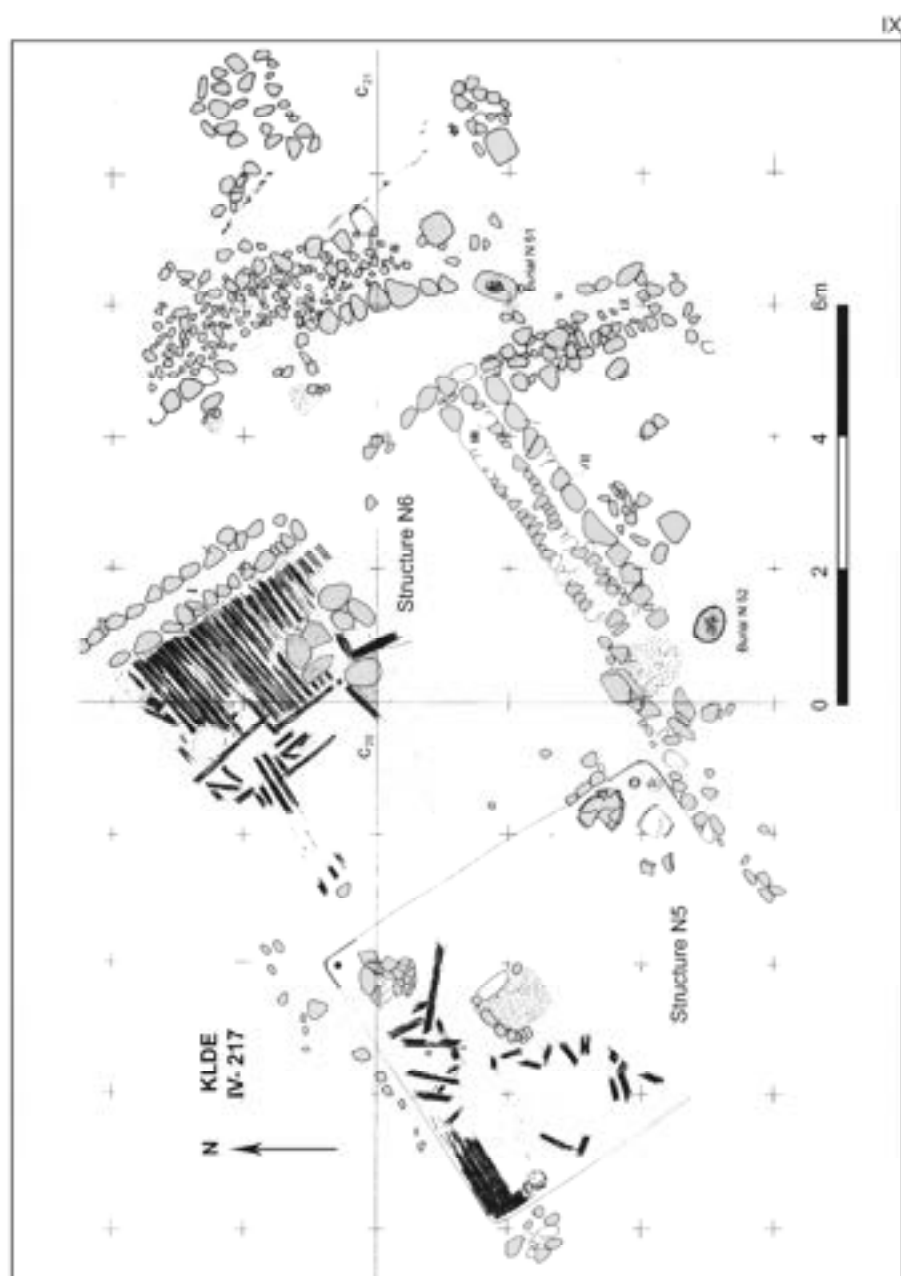 IX
C21
Burial N 51
6m
4
Structure N6
2
Burial N 52
0
C20
Structure N5
KLDE
IV- 217
N